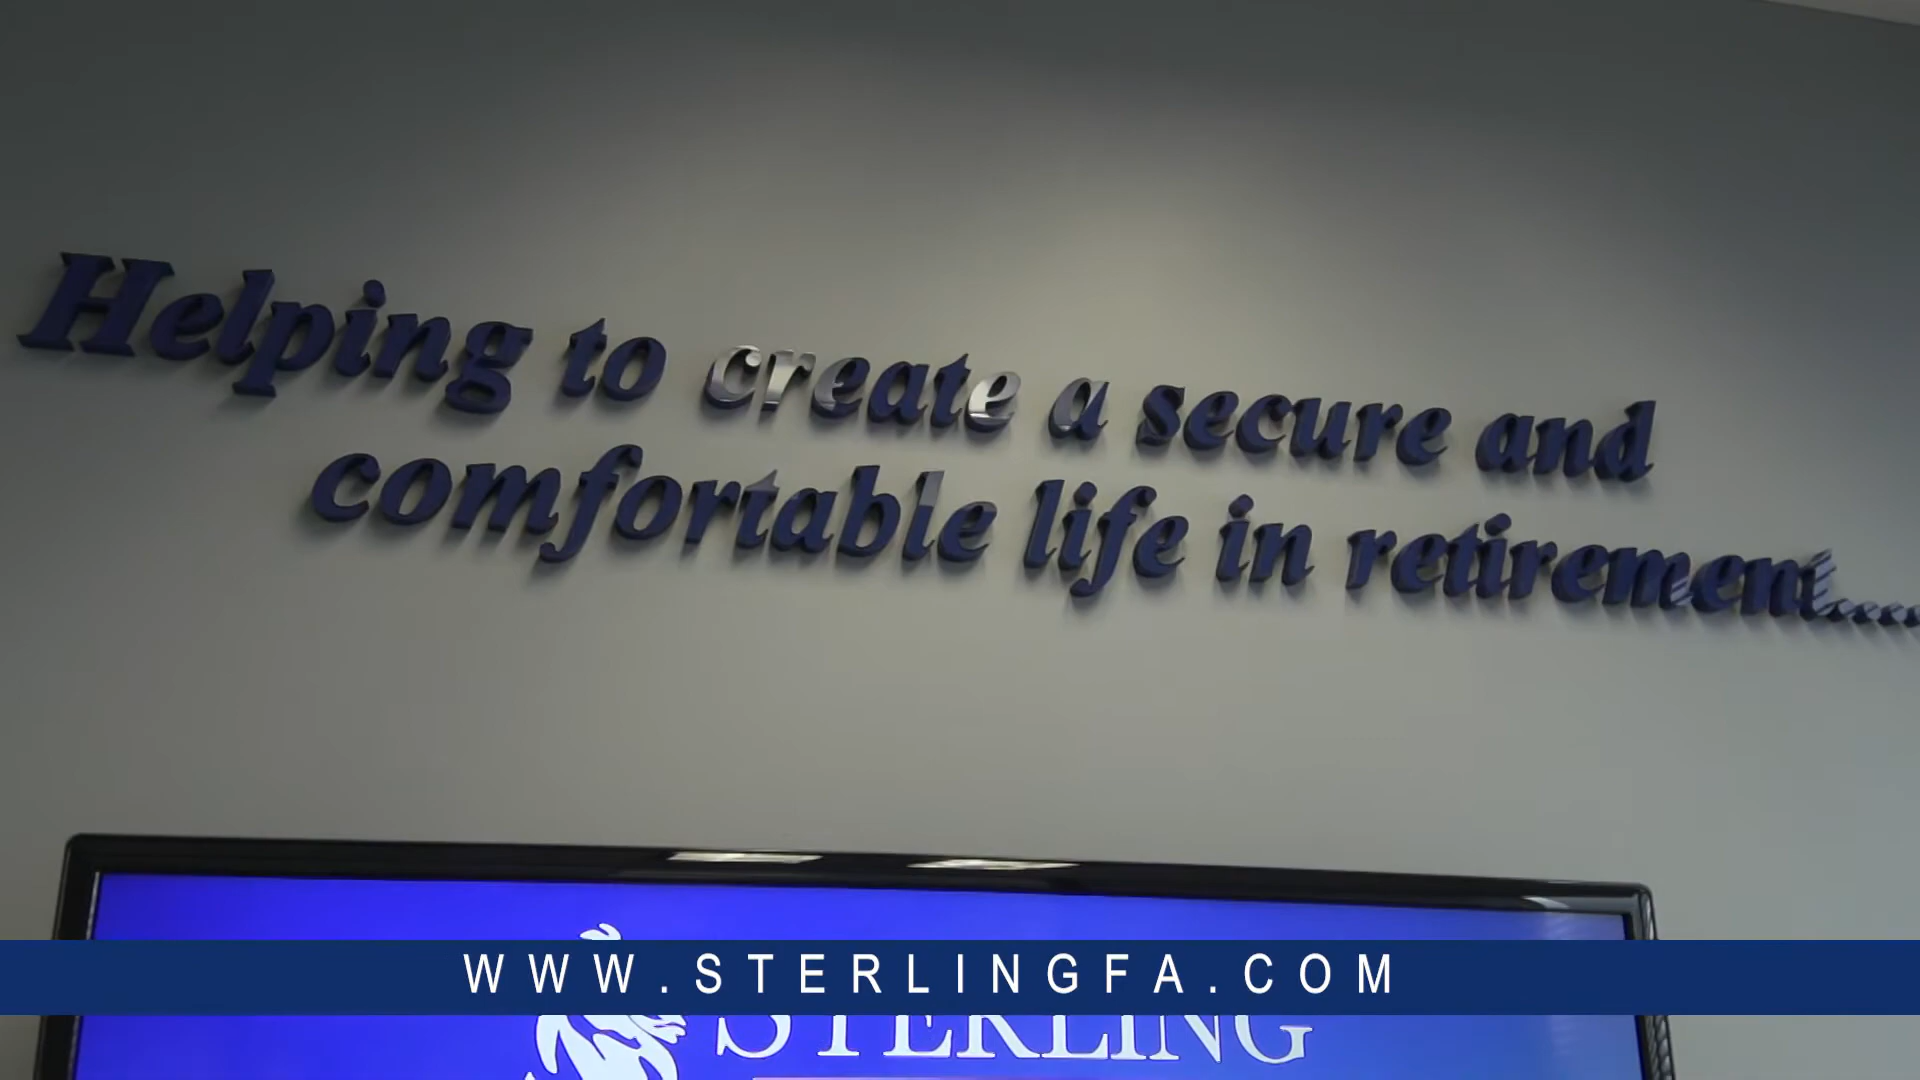 Helping to create a secure and
comfortable life in retirement.....
WWW.STERLINGFA.COM
STERLING